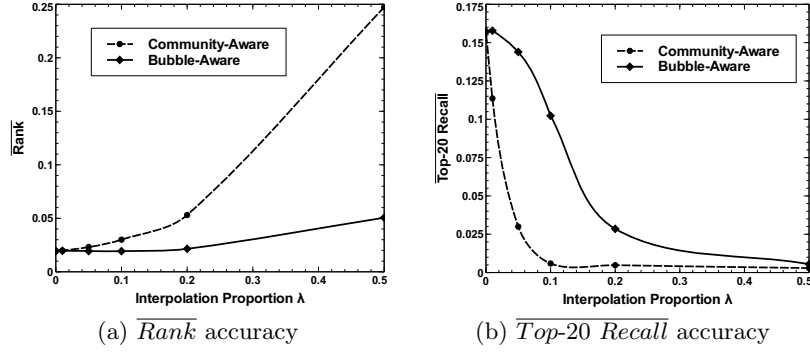 0.25
0.2
0.15
0.1
0.05
0
Rank
Community-Aware
Bubble-Aware
0 0.1 0.2 0.3 0.4 0.5
Interpolation Proportion λ
(a) Rank accuracy
0.175
0.15
0.125
0.1
0.075
0.05
0.025
0
Top-20 Recall
Community-Aware
Bubble-Aware
0 0.1 0.2 0.3 0.4 0.5
Interpolation Proportion λ
(b) Top-20 Recall accuracy